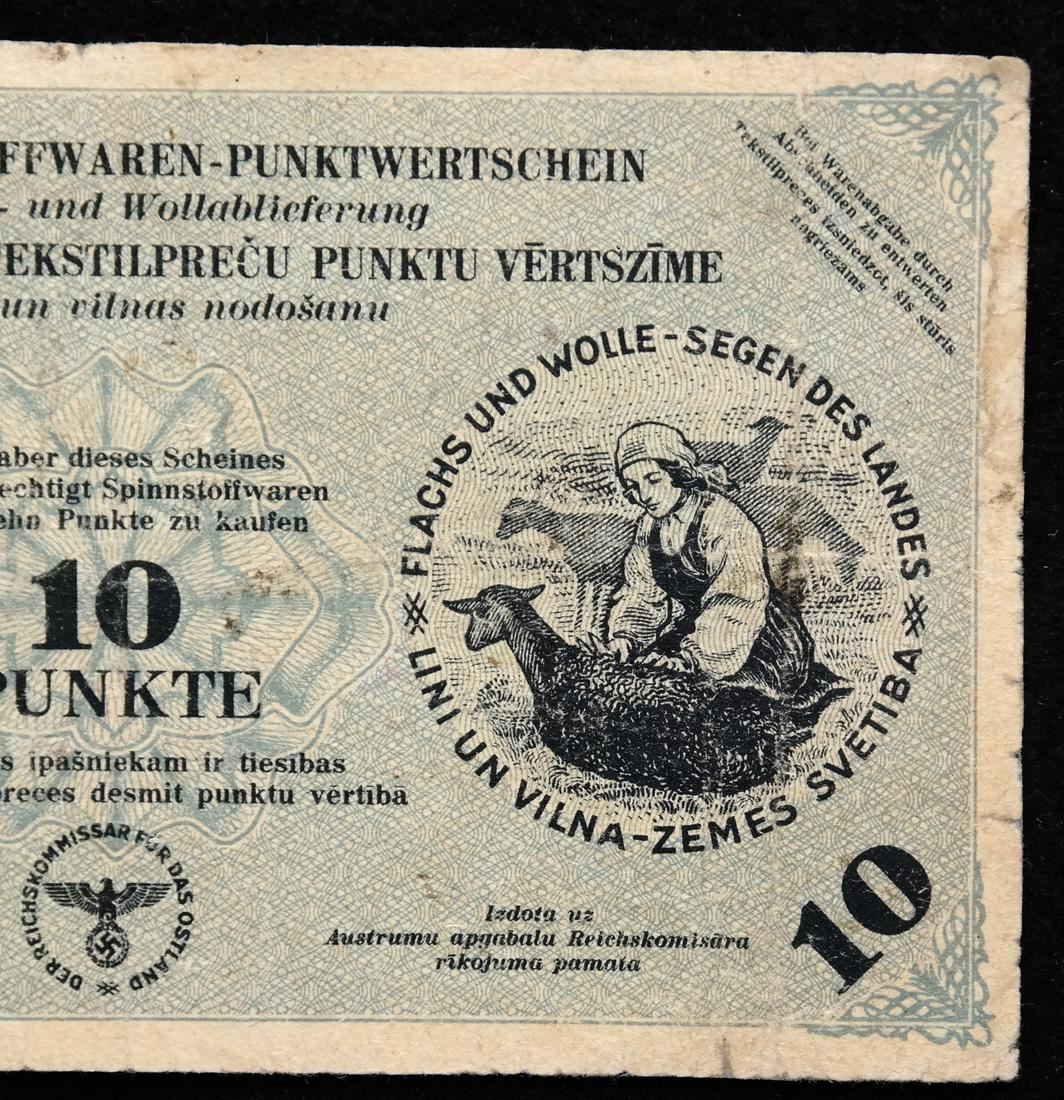 FFWAREN-PUNKTWERTSCHEIN
- und Wollablieferung
TEKSTILPREČU PUNKTU VĒRTSZĪME
un vilnas nodošanu
Bei Warenabgabe durch
Abschneiden zu entwerten
Tekstilpreces izsniedzot, šis stūris
nogriežams
FLACHS UND WOLLE-SEGEN DES LANDES
LINI UN VILNA-ZEMES SVĒTĪBA
aber dieses Scheines
echtigt Spinnstoffwaren
ehn Punkte zu kaufen
10
PUNKTE
s īpašniekam ir tiesības
preces desmit punktu vērtībā
DER REICHSKOMMISSAR FÜR DAS OSTLAND
Izdota uz
Austrumu apgabalu Reichskomisāra
rīkojuma pamata
10